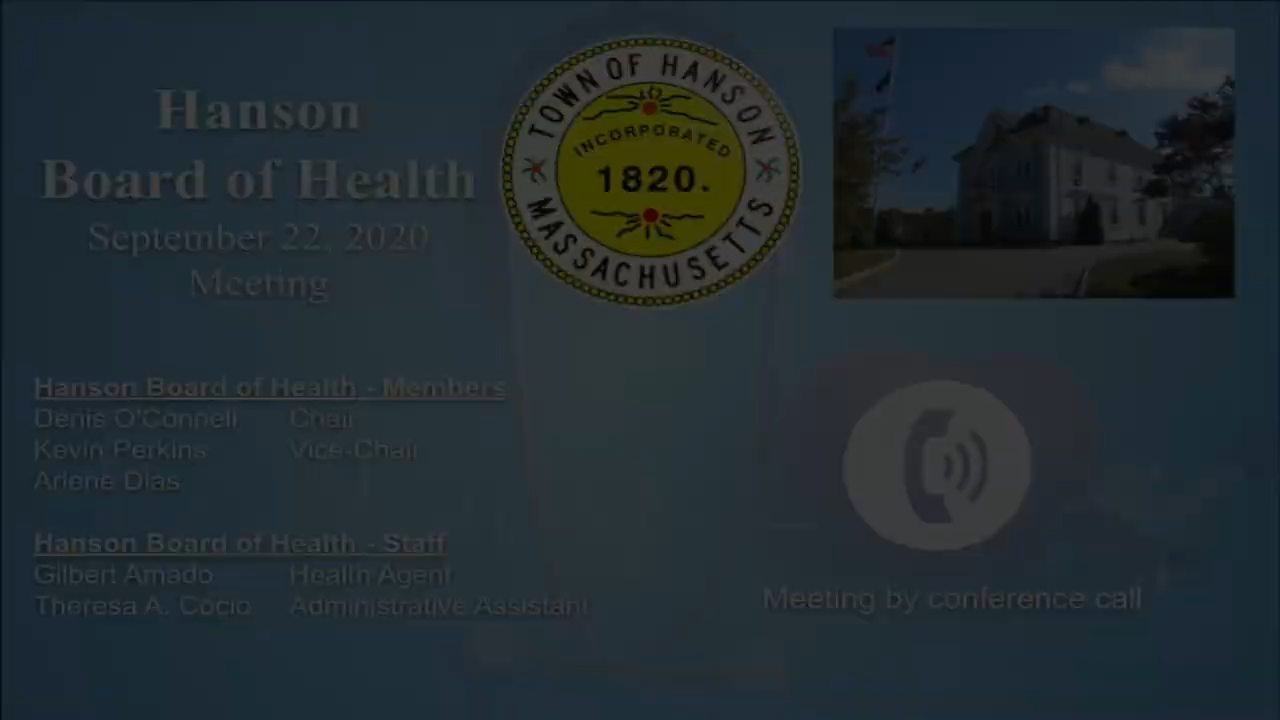 Hanson
Board of Health
September 22, 2020
Meeting
TOWN OF HANSON
INCORPORATED
1820.
MASSACHUSETTS
Hanson Board of Health - Members
Denis O'Connell Chair
Kevin Perkins Vice-Chair
Arlene Dias
Hanson Board of Health - Staff
Gilbert Amado Health Agent
Theresa A. Cocio Administrative Assistant
Meeting by conference call